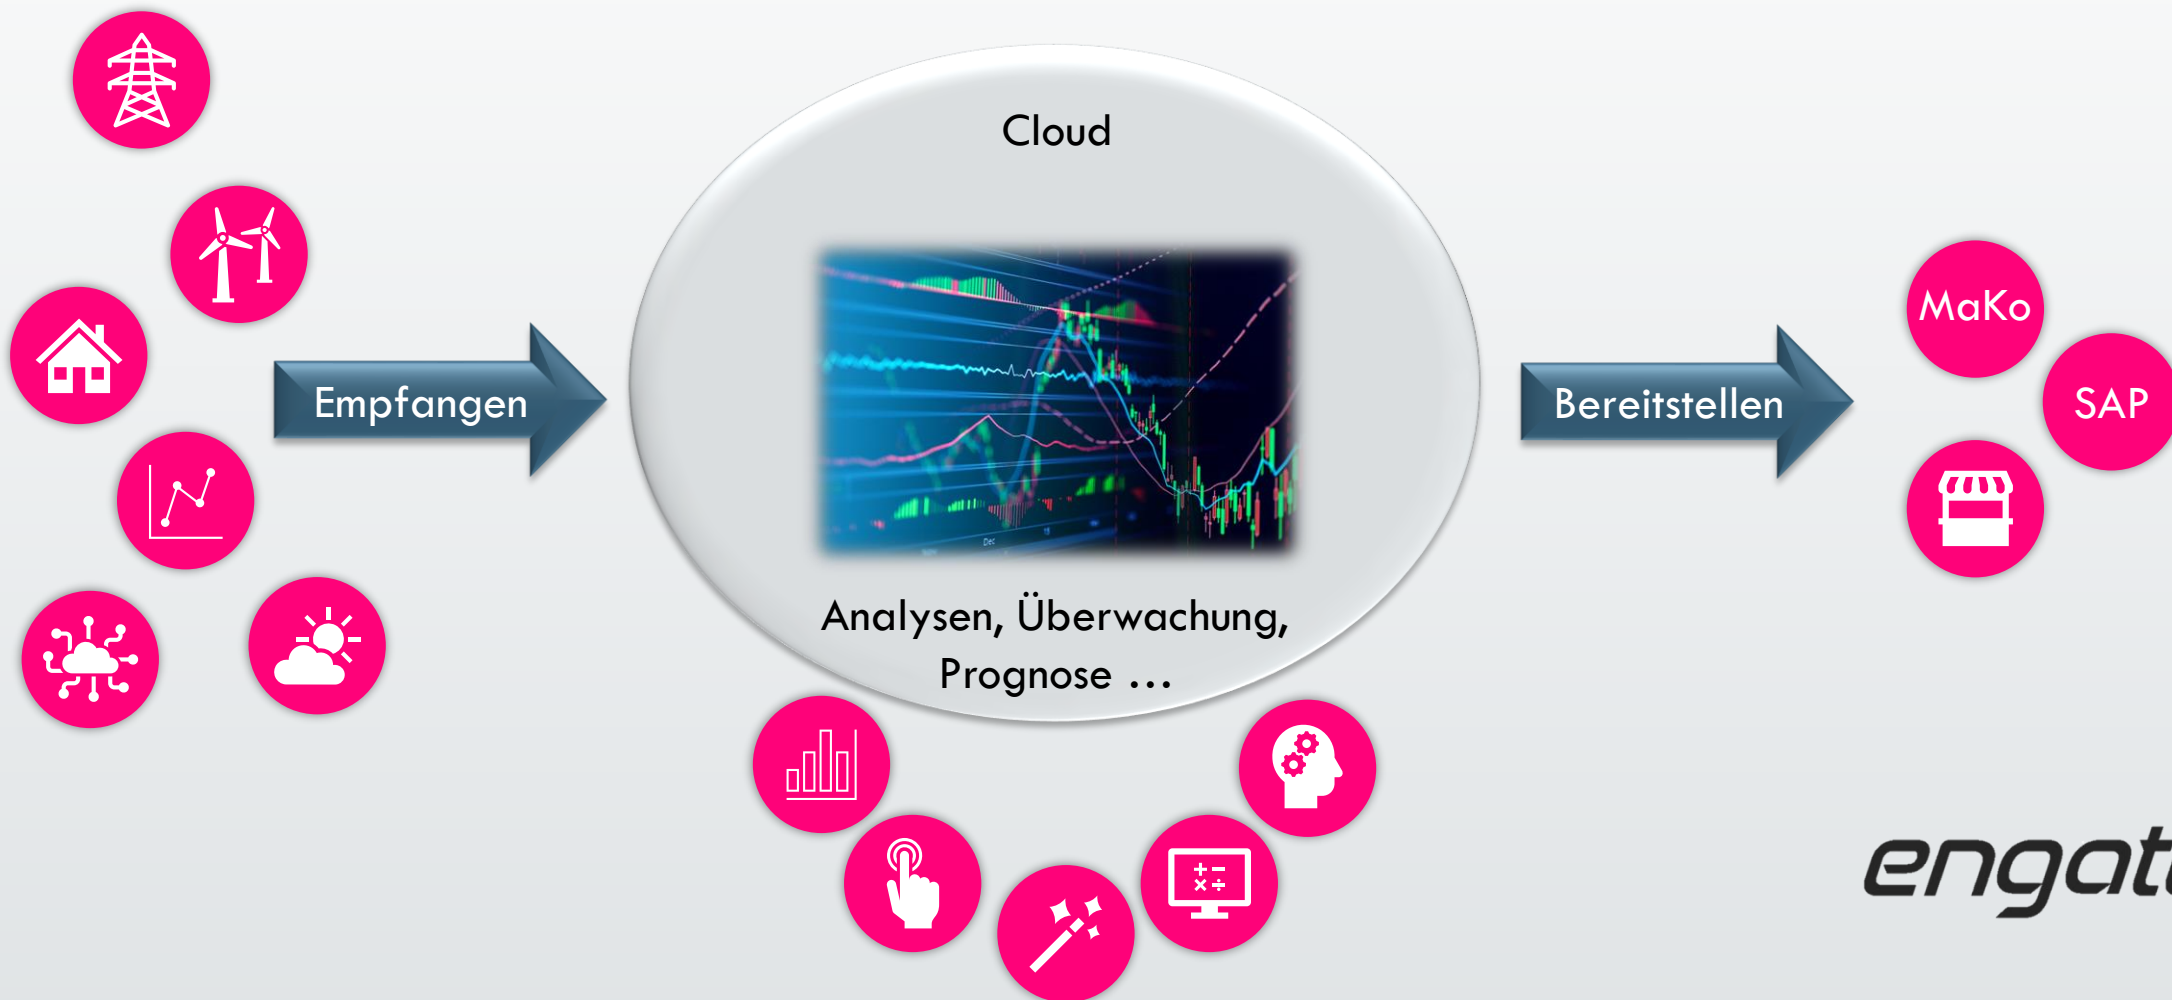 Cloud
Empfangen
Bereitstellen
MaKo
SAP
Analysen, Überwachung,
Prognose ...